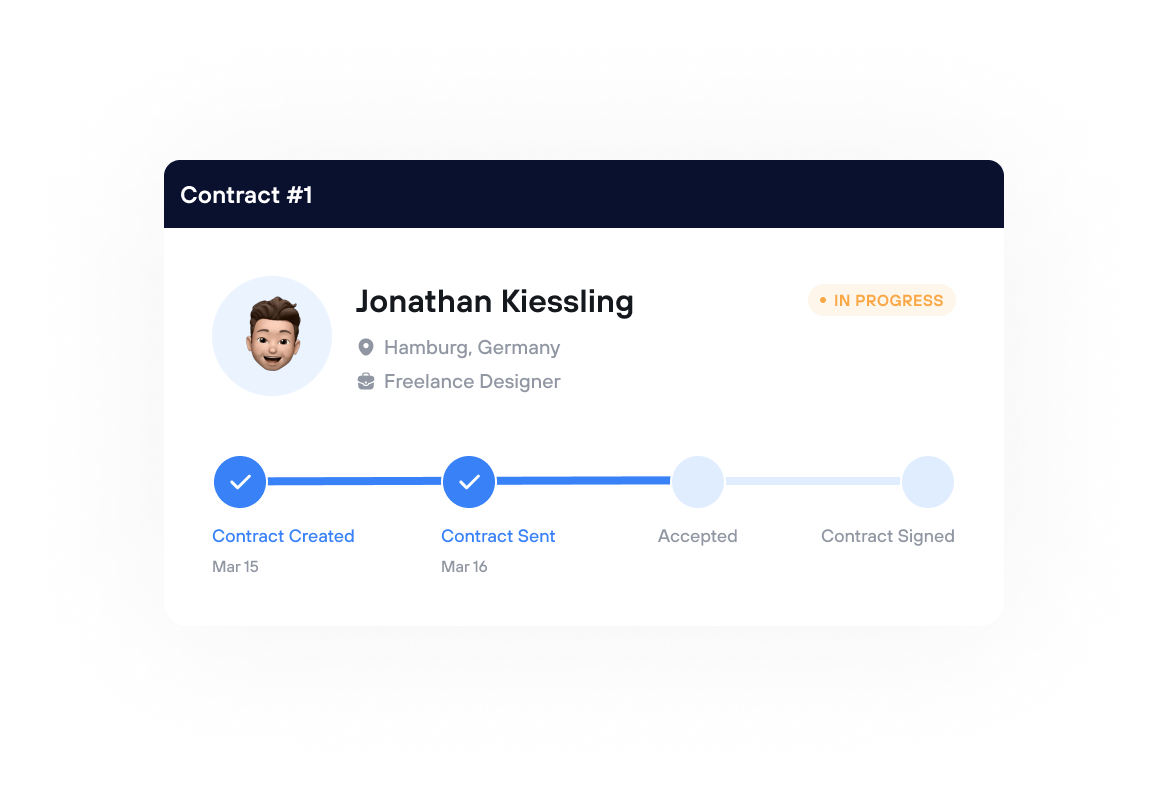 Contract #1
Jonathan Kiessling
IN PROGRESS
Hamburg, Germany
Freelance Designer
Contract Created
Mar 15
Contract Sent
Mar 16
Accepted
Contract Signed